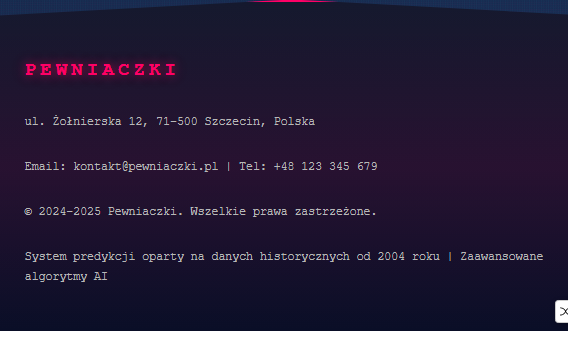 PEWNIACZKI
ul. Żołnierska 12, 71-500 Szczecin, Polska
Email: kontakt@pewniaczki.pl | Tel: +48 123 345 679
© 2024-2025 Pewniaczki. Wszelkie prawa zastrzeżone.
System predykcji oparty na danych historycznych od 2004 roku | Zaawansowane
algorytmy AI